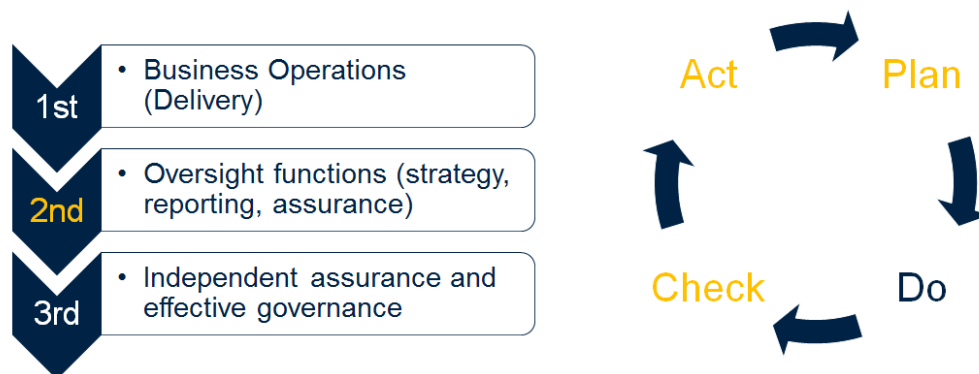 1st
• Business Operations
(Delivery)
2nd
• Oversight functions (strategy,
reporting, assurance)
3rd
• Independent assurance and
effective governance
Act
Plan
Check
Do